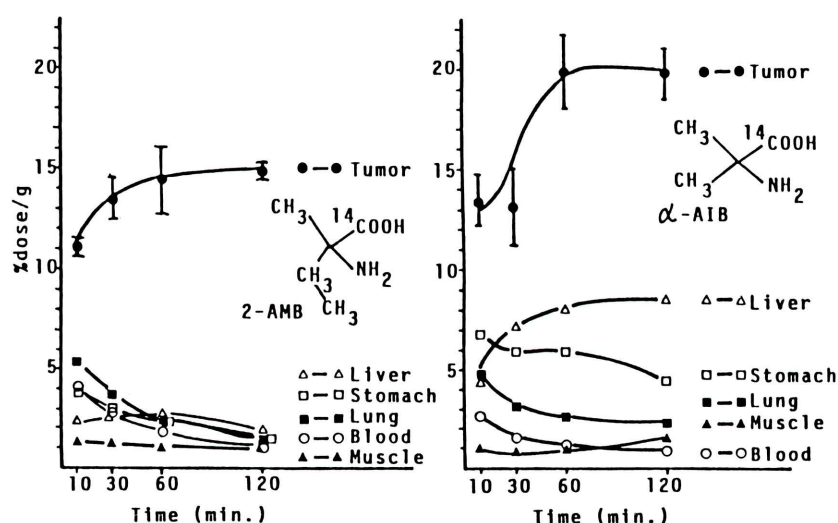 %dose/g
20
15
10
5
10 30 60 120
Time (min.)
●—● Tumor
CH3 14COOH
NH2
CH3
CH3
2-AMB
△—△ Liver
□—□ Stomach
■—■ Lung
○—○ Blood
▲—▲ Muscle
20
15
10
5
10 30 60 120
Time (min.)
●—● Tumor
CH3 14COOH
CH3 NH2
α-AIB
△—△ Liver
□—□ Stomach
■—■ Lung
▲—▲ Muscle
○—○ Blood